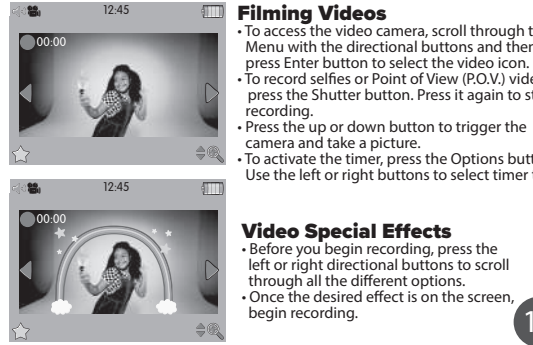 12:45
00:00
Filming Videos
• To access the video camera, scroll through
Menu with the directional buttons and
press Enter button to select the video icon.
• To record selfies or Point of View (P.O.V.)
press the Shutter button. Press it again to
recording.
• Press the up or down button to trigger the
camera and take a picture.
• To activate the timer, press the Options
Use the left or right buttons to select timer
12:45
00:00
Video Special Effects
• Before you begin recording, press the
left or right directional buttons to scroll
through all the different options.
• Once the desired effect is on the screen,
begin recording.